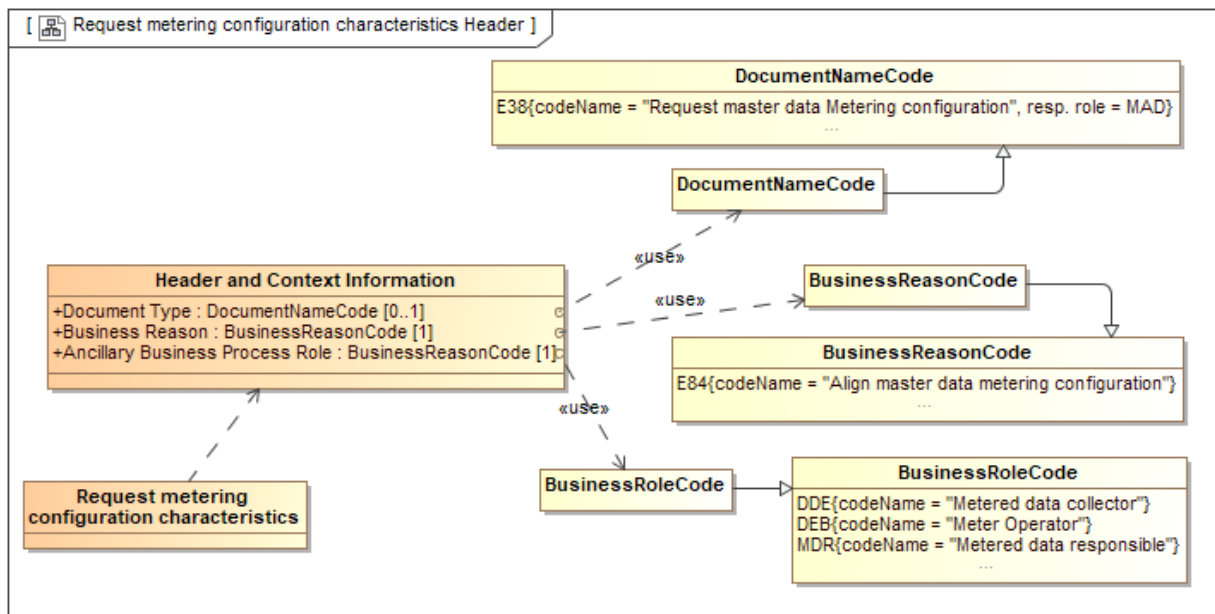 [ Request metering configuration characteristics Header ]
DocumentNameCode
E38{codeName = "Request master data Metering configuration", resp. role = MAD}
...
DocumentNameCode
«use»
Header and Context Information
+Document Type : DocumentNameCode [0..1]
+Business Reason : BusinessReasonCode [1]
+Ancillary Business Process Role : BusinessReasonCode [1]
«use»
BusinessReasonCode
BusinessReasonCode
E84{codeName = "Align master data metering configuration"}
...
«use»
BusinessRoleCode
BusinessRoleCode
DDE{codeName = "Metered data collector"}
DEB{codeName = "Meter Operator"}
MDR{codeName = "Metered data responsible"}
...
Request metering
configuration characteristics